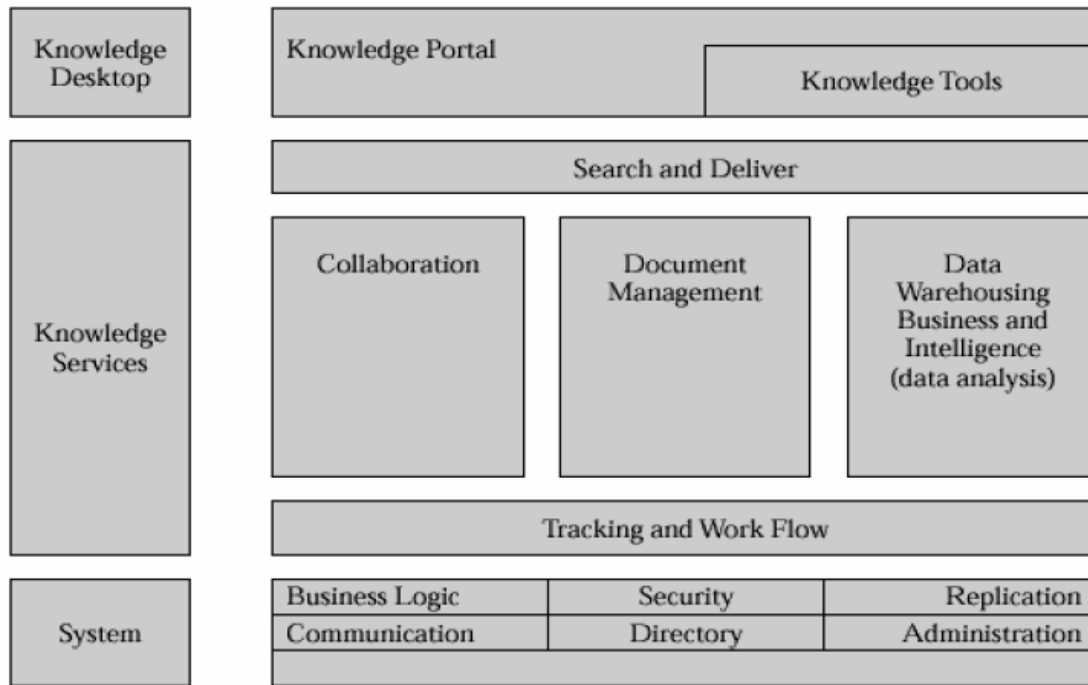 Knowledge
Desktop
Knowledge Portal
Knowledge Tools
Knowledge
Services
Search and Deliver
Collaboration
Document
Management
Data
Warehousing
Business and
Intelligence
(data analysis)
Tracking and Work Flow
System
Business Logic
Security
Replication
Communication
Directory
Administration